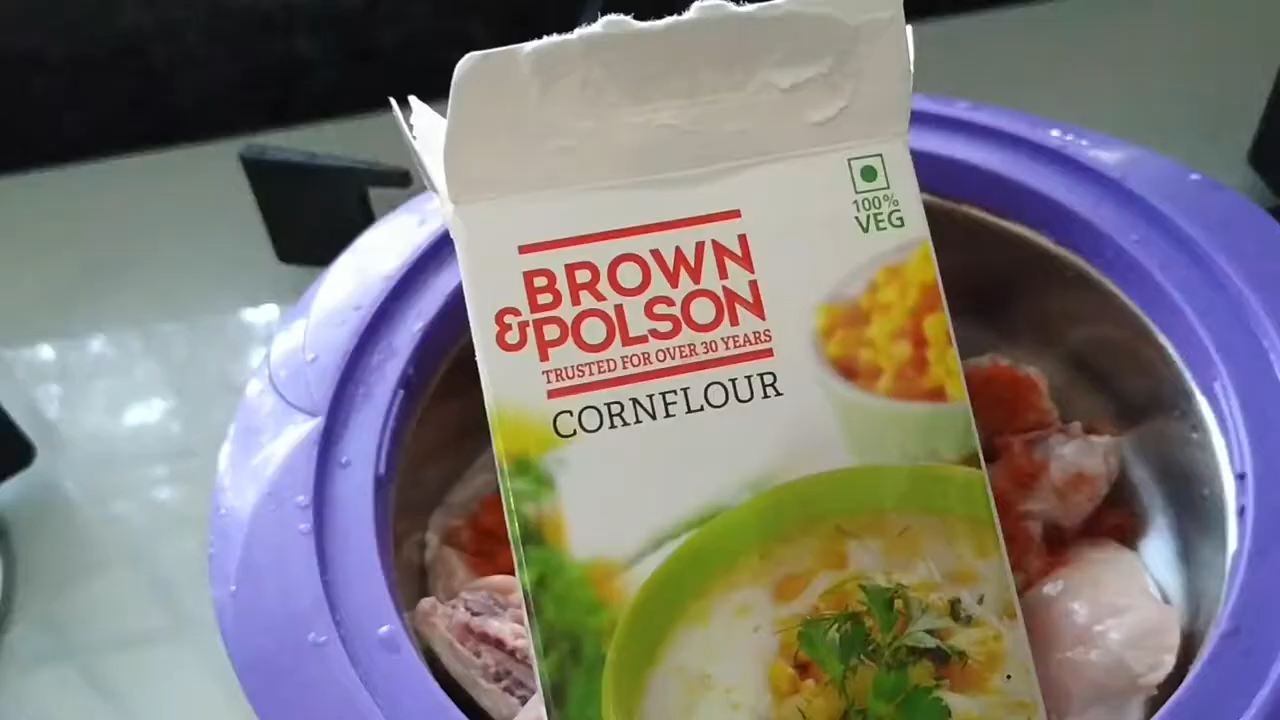 100%
VEG
BROWN
&POLSON
TRUSTED FOR OVER 30 YEARS
CORNFLOUR